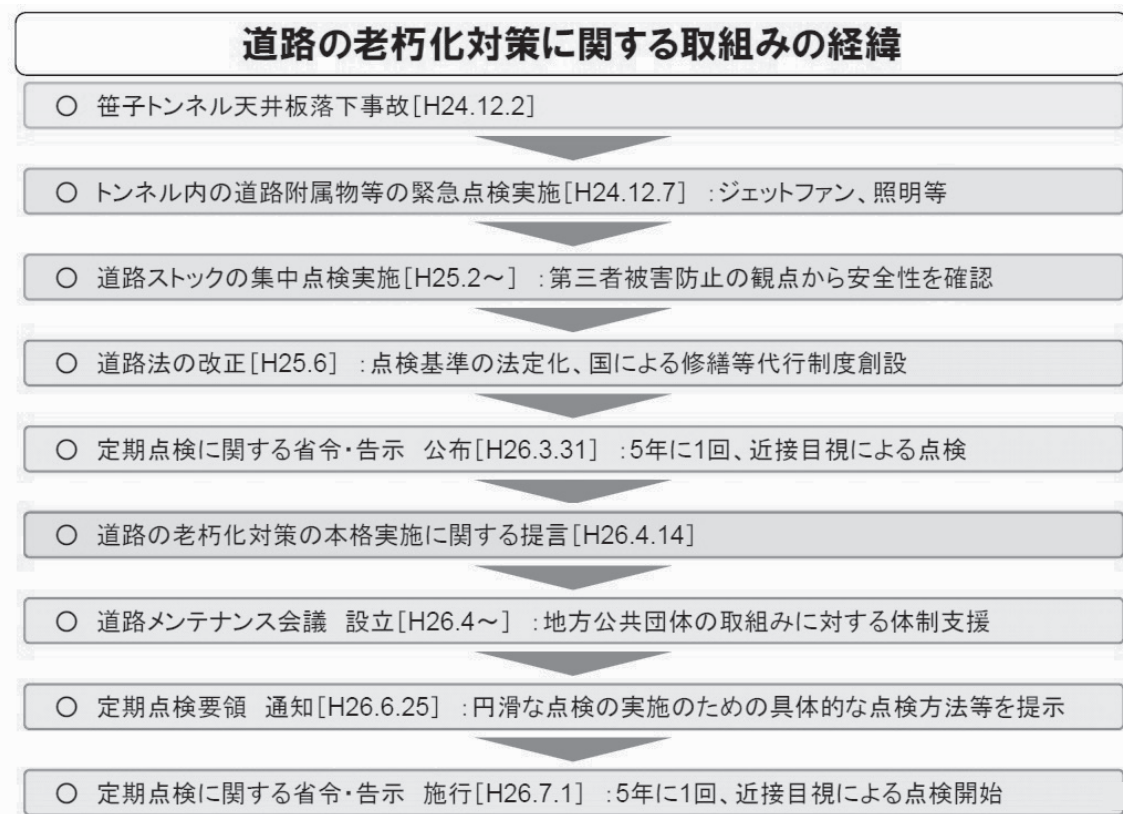 道路の老朽化対策に関する取組みの経緯
○ 笹子トンネル天井板落下事故[H24.12.2]
○ トンネル内の道路附属物等の緊急点検実施[H24.12.7] :ジェットファン、照明等
○ 道路ストックの集中点検実施[H25.2~] :第三者被害防止の観点から安全性を確認
○ 道路法の改正[H25.6] :点検基準の法定化、国による修繕等代行制度創設
○ 定期点検に関する省令・告示 公布[H26.3.31] :5年に1回、近接目視による点検
○ 道路の老朽化対策の本格実施に関する提言[H26.4.14]
○ 道路メンテナンス会議 設立[H26.4~] :地方公共団体の取組みに対する体制支援
○ 定期点検要領 通知[H26.6.25] :円滑な点検の実施のための具体的な点検方法等を提示
○ 定期点検に関する省令・告示 施行[H26.7.1] :5年に1回、近接目視による点検開始